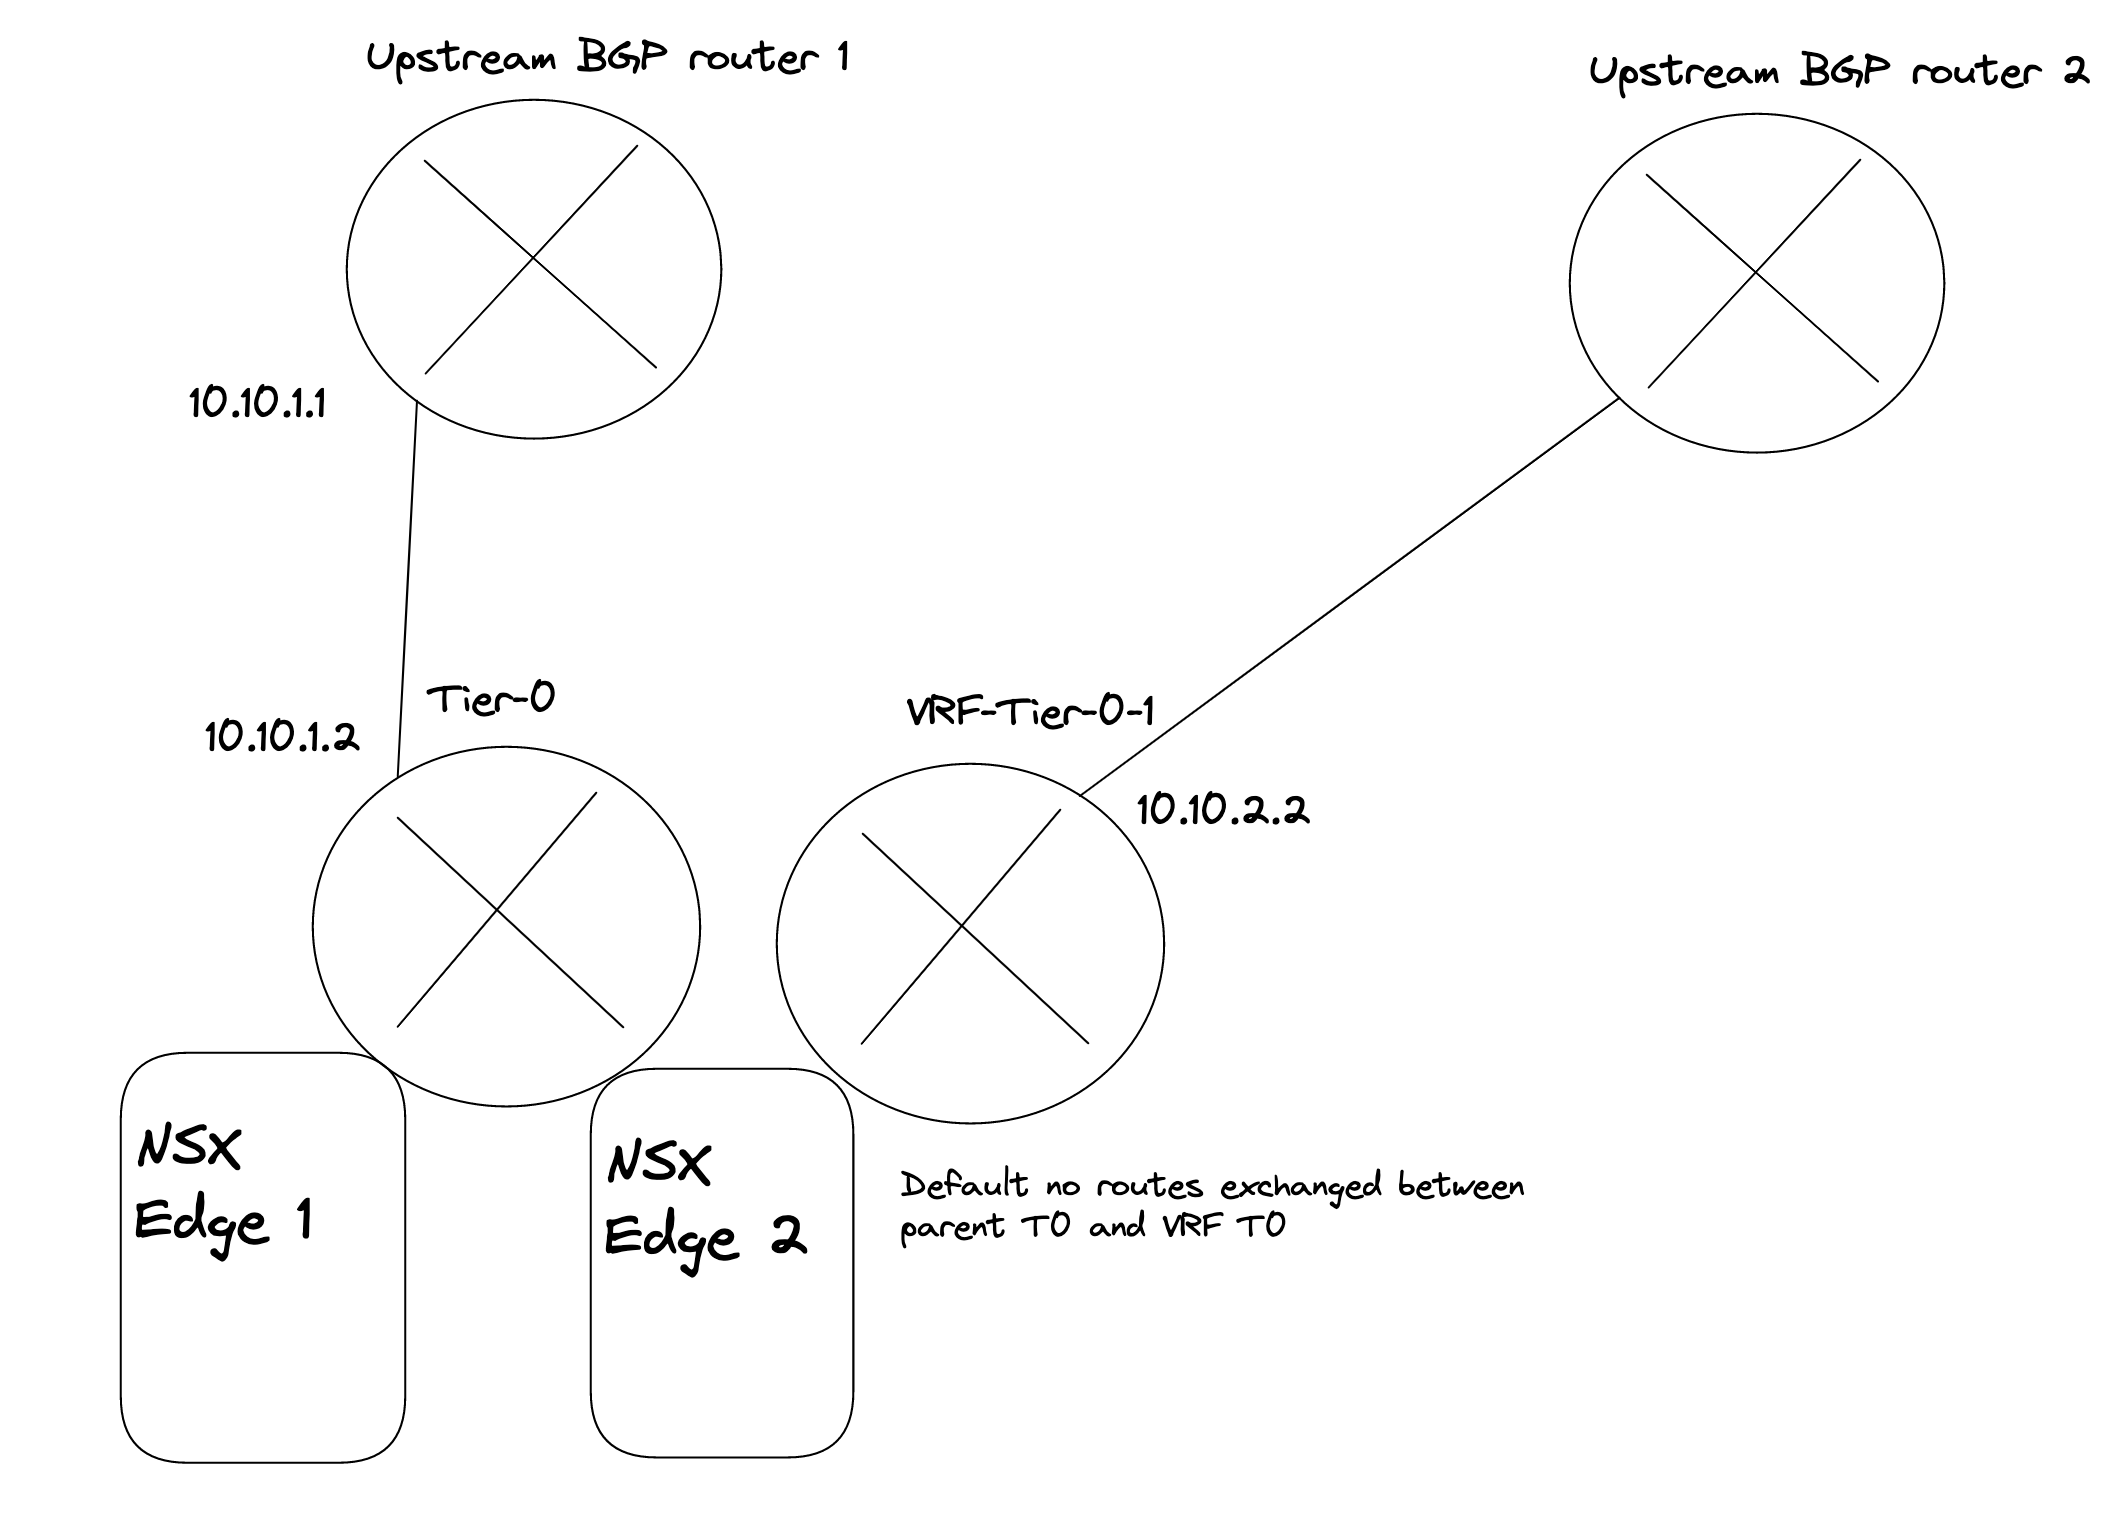 Upstream BGP router 1
Upstream BGP router 2
10.10.1.1
Tier-0
VRF-Tier-0-1
10.10.1.2
10.10.2.2
NSX
Edge 1
NSX
Edge 2
Default no routes exchanged between
parent T0 and VRF T0